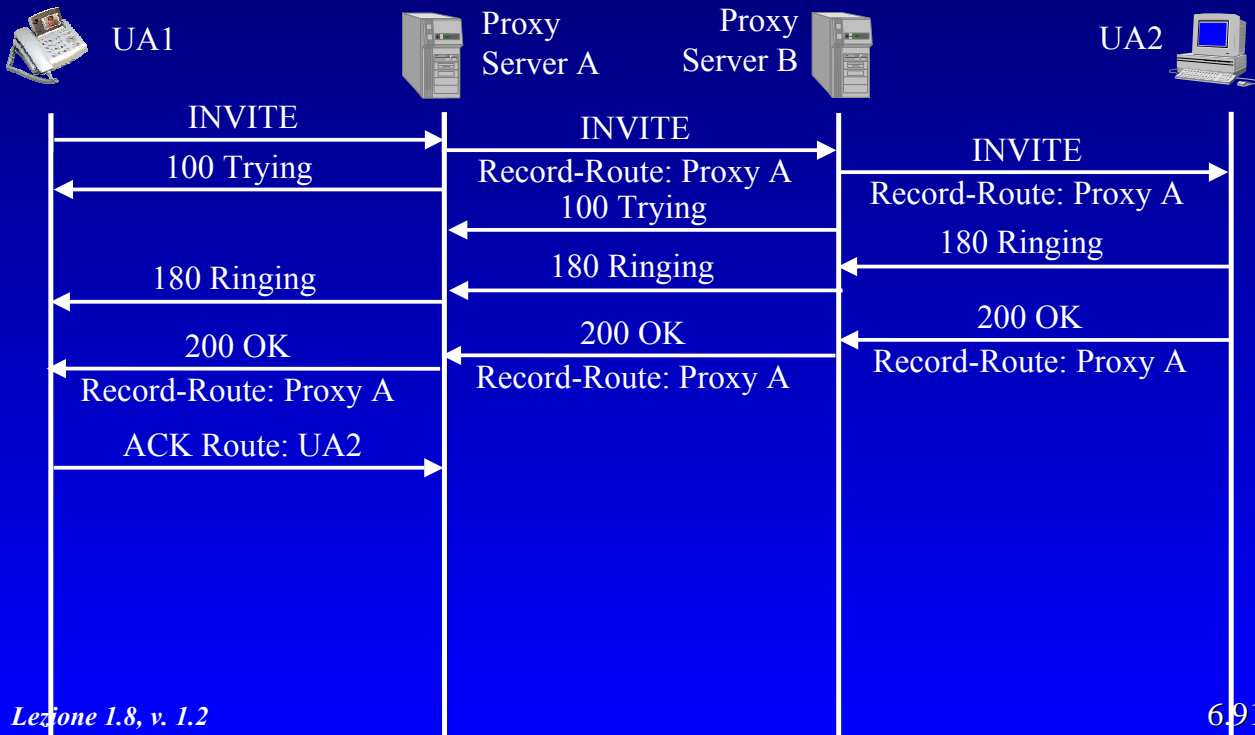 UA1
Proxy
Server A
Proxy
Server B
UA2
INVITE
INVITE
Record-Route: Proxy A
INVITE
Record-Route: Proxy A
100 Trying
100 Trying
180 Ringing
180 Ringing
180 Ringing
200 OK
Record-Route: Proxy A
200 OK
Record-Route: Proxy A
200 OK
Record-Route: Proxy A
ACK Route: UA2
Lezione 1.8, v. 1.2
6.91